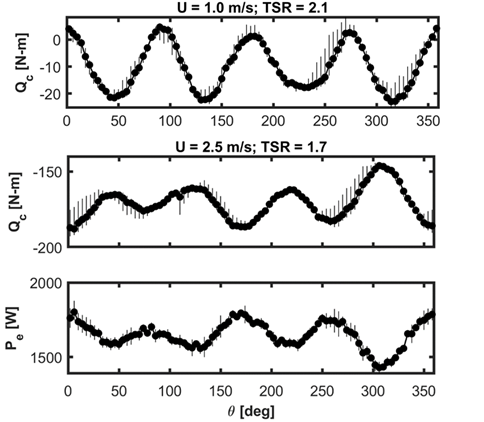 U = 1.0 m/s; TSR = 2.1
Q_c [N-m]
0
-10
-20
0 50 100 150 200 250 300 350
U = 2.5 m/s; TSR = 1.7
Q_c [N-m]
-150
-200
P_e [W]
2000
1500
0 50 100 150 200 250 300 350
θ [deg]